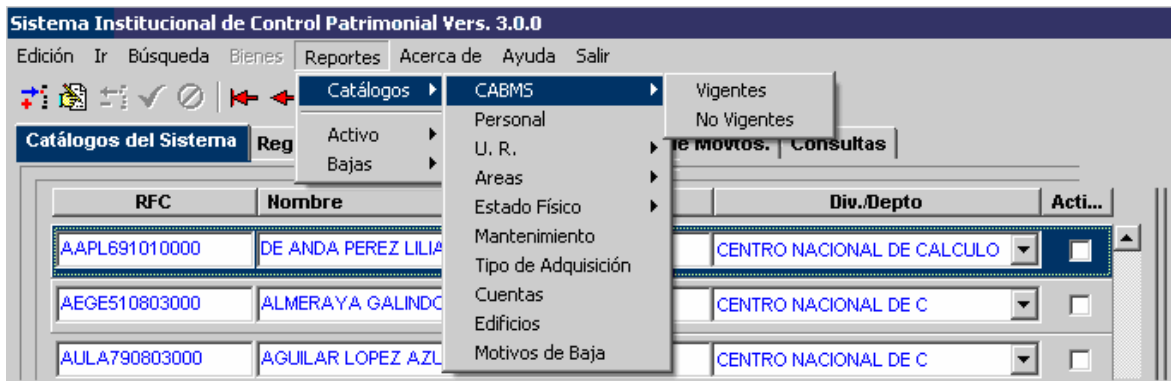 Sistema Institucional de Control Patrimonial Vers. 3.0.0
Edición Ir Búsqueda Bienes Reportes Acerca de Ayuda Salir
Catálogos
Activo
Bajas
CABMS
Personal
U. R.
Areas
Estado Físico
Mantenimiento
Tipo de Adquisición
Cuentas
Edificios
Motivos de Baja
Vigentes
No Vigentes
Catálogos del Sistema Reg de Movtos. Consultas
RFC Nombre Div./Depto Acti...
AAPL691010000 DE ANDA PEREZ LILIA CENTRO NACIONAL DE CALCULO
AEGE510803000 ALMERAYA GALINDO CENTRO NACIONAL DE C
AULA790803000 AGUILAR LOPEZ AZU CENTRO NACIONAL DE C